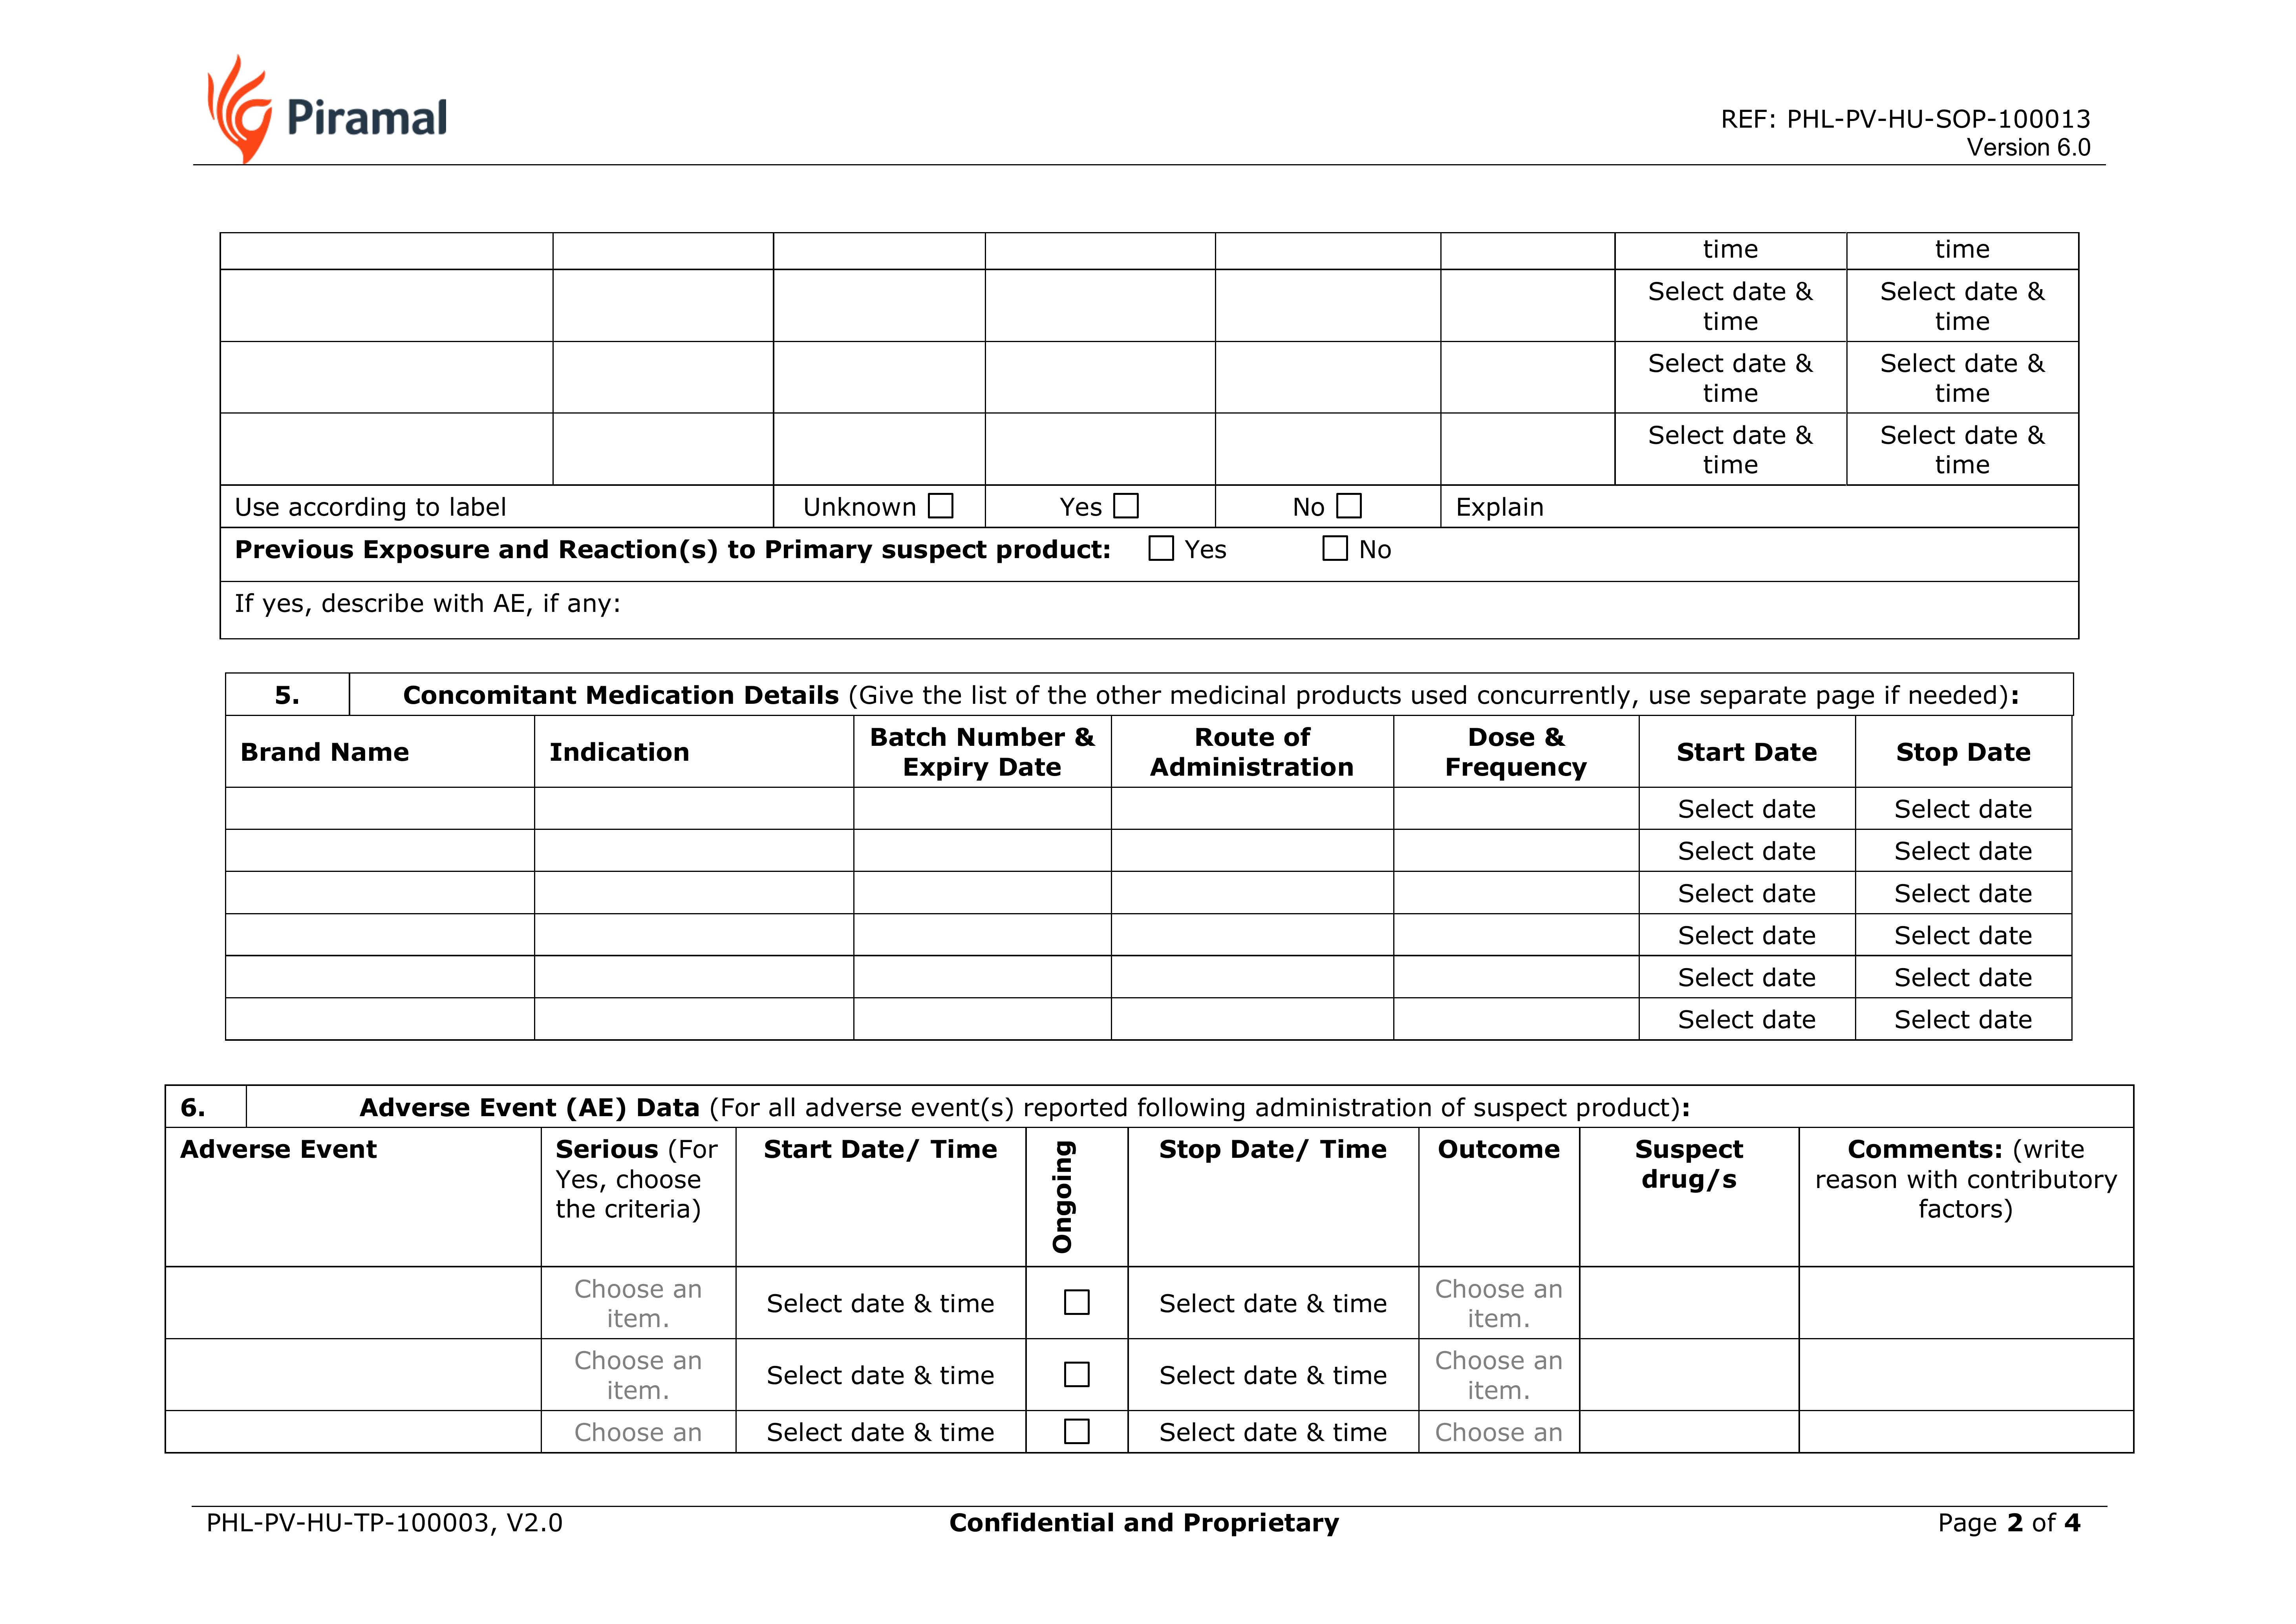 Piramal
REF: PHL-PV-HU-SOP-100013
Version 6.0
time time
Select date & Select date &
time time
Select date & Select date &
time time
Select date & Select date &
time time
Use according to label Unknown ☐ Yes ☐ No ☐ Explain
Previous Exposure and Reaction(s) to Primary suspect product: ☐ Yes ☐ No
If yes, describe with AE, if any:
5. Concomitant Medication Details (Give the list of the other medicinal products used concurrently, use separate page if needed):
Brand Name Indication Batch Number & Expiry Date Route of Administration Dose & Frequency Start Date Stop Date
Select date Select date
Select date Select date
Select date Select date
Select date Select date
Select date Select date
Select date Select date
6. Adverse Event (AE) Data (For all adverse event(s) reported following administration of suspect product):
Adverse Event Serious (For Yes, choose the criteria) Start Date/ Time Ongoing Stop Date/ Time Outcome Suspect drug/s Comments: (write reason with contributory factors)
Choose an item. Select date & time ☐ Select date & time Choose an item.
Choose an item. Select date & time ☐ Select date & time Choose an item.
Choose an Select date & time ☐ Select date & time Choose an
PHL-PV-HU-TP-100003, V2.0 Confidential and Proprietary Page 2 of 4